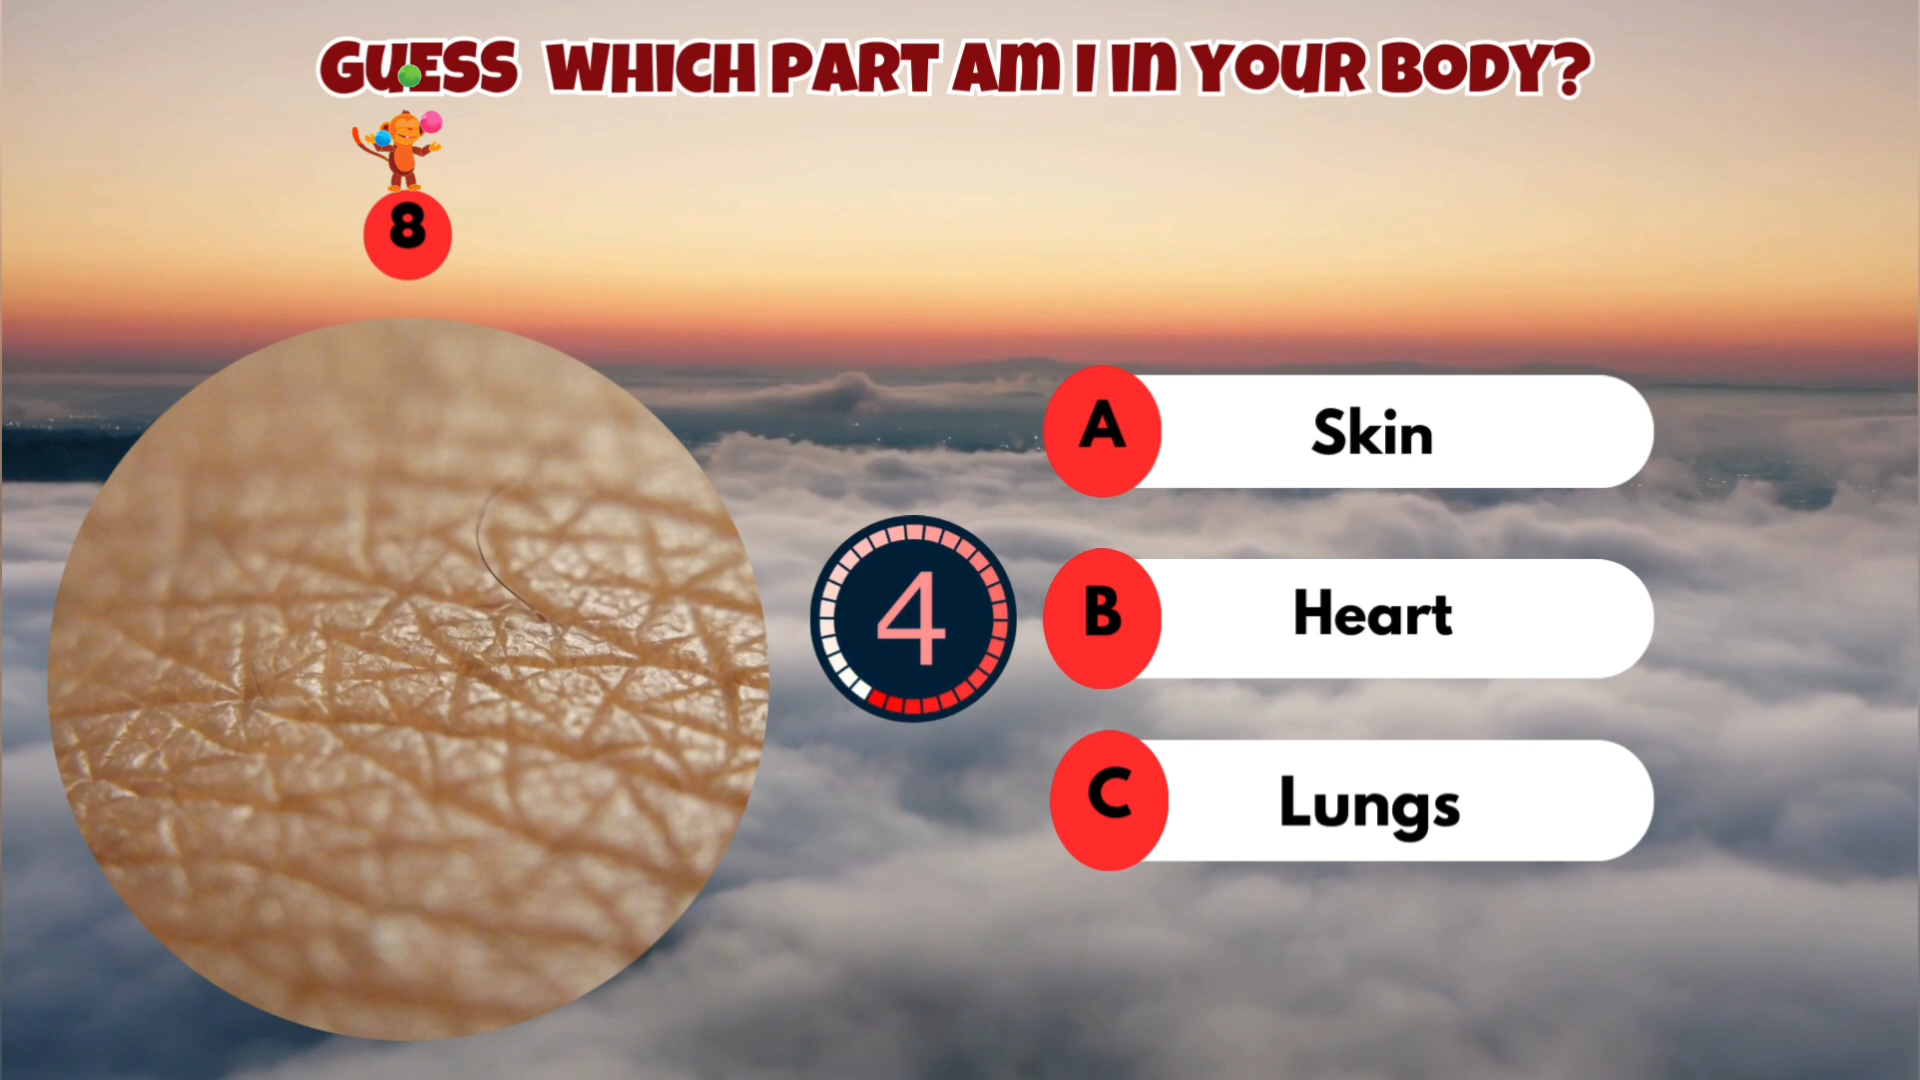 GUESS WHICH PART AM I IN YOUR BODY?
8
A Skin
4
B Heart
C Lungs